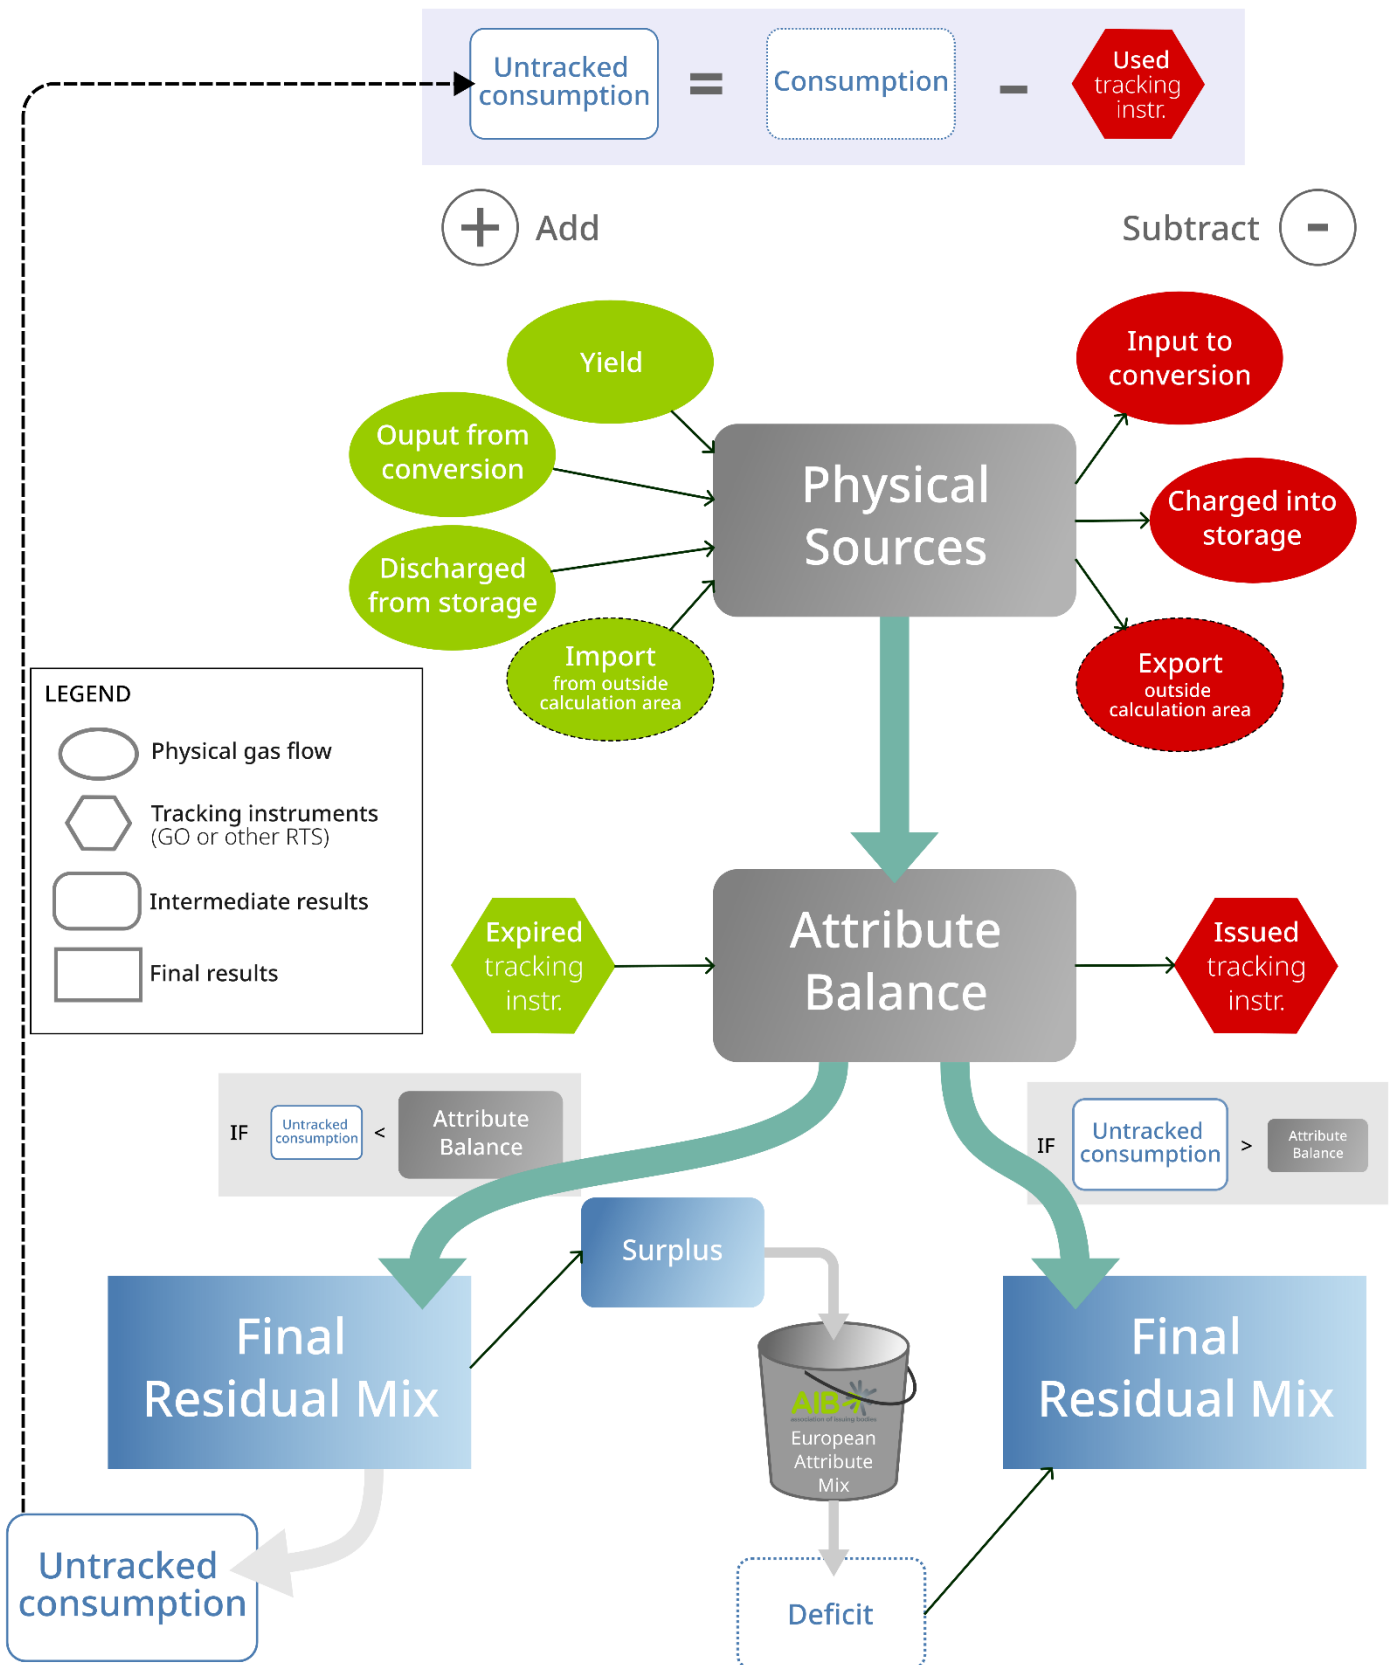 Untracked
consumption
=
Consumption
-
Used
tracking
instr.
+ Add
Subtract -
Yield
Input to
conversion
Ouput from
conversion
Physical
Sources
Charged into
storage
Discharged
from storage
Import
from outside
calculation area
Export
outside
calculation area
LEGEND
Physical gas flow
Tracking instruments
(GO or other RTS)
Intermediate results
Final results
Expired
tracking
instr.
Attribute
Balance
Issued
tracking
instr.
IF
Untracked
consumption
<
Attribute
Balance
IF
Untracked
consumption
>
Attribute
Balance
Surplus
Final
Residual Mix
AIB
association of issuing bodies
European
Attribute
Mix
Final
Residual Mix
Untracked
consumption
Deficit